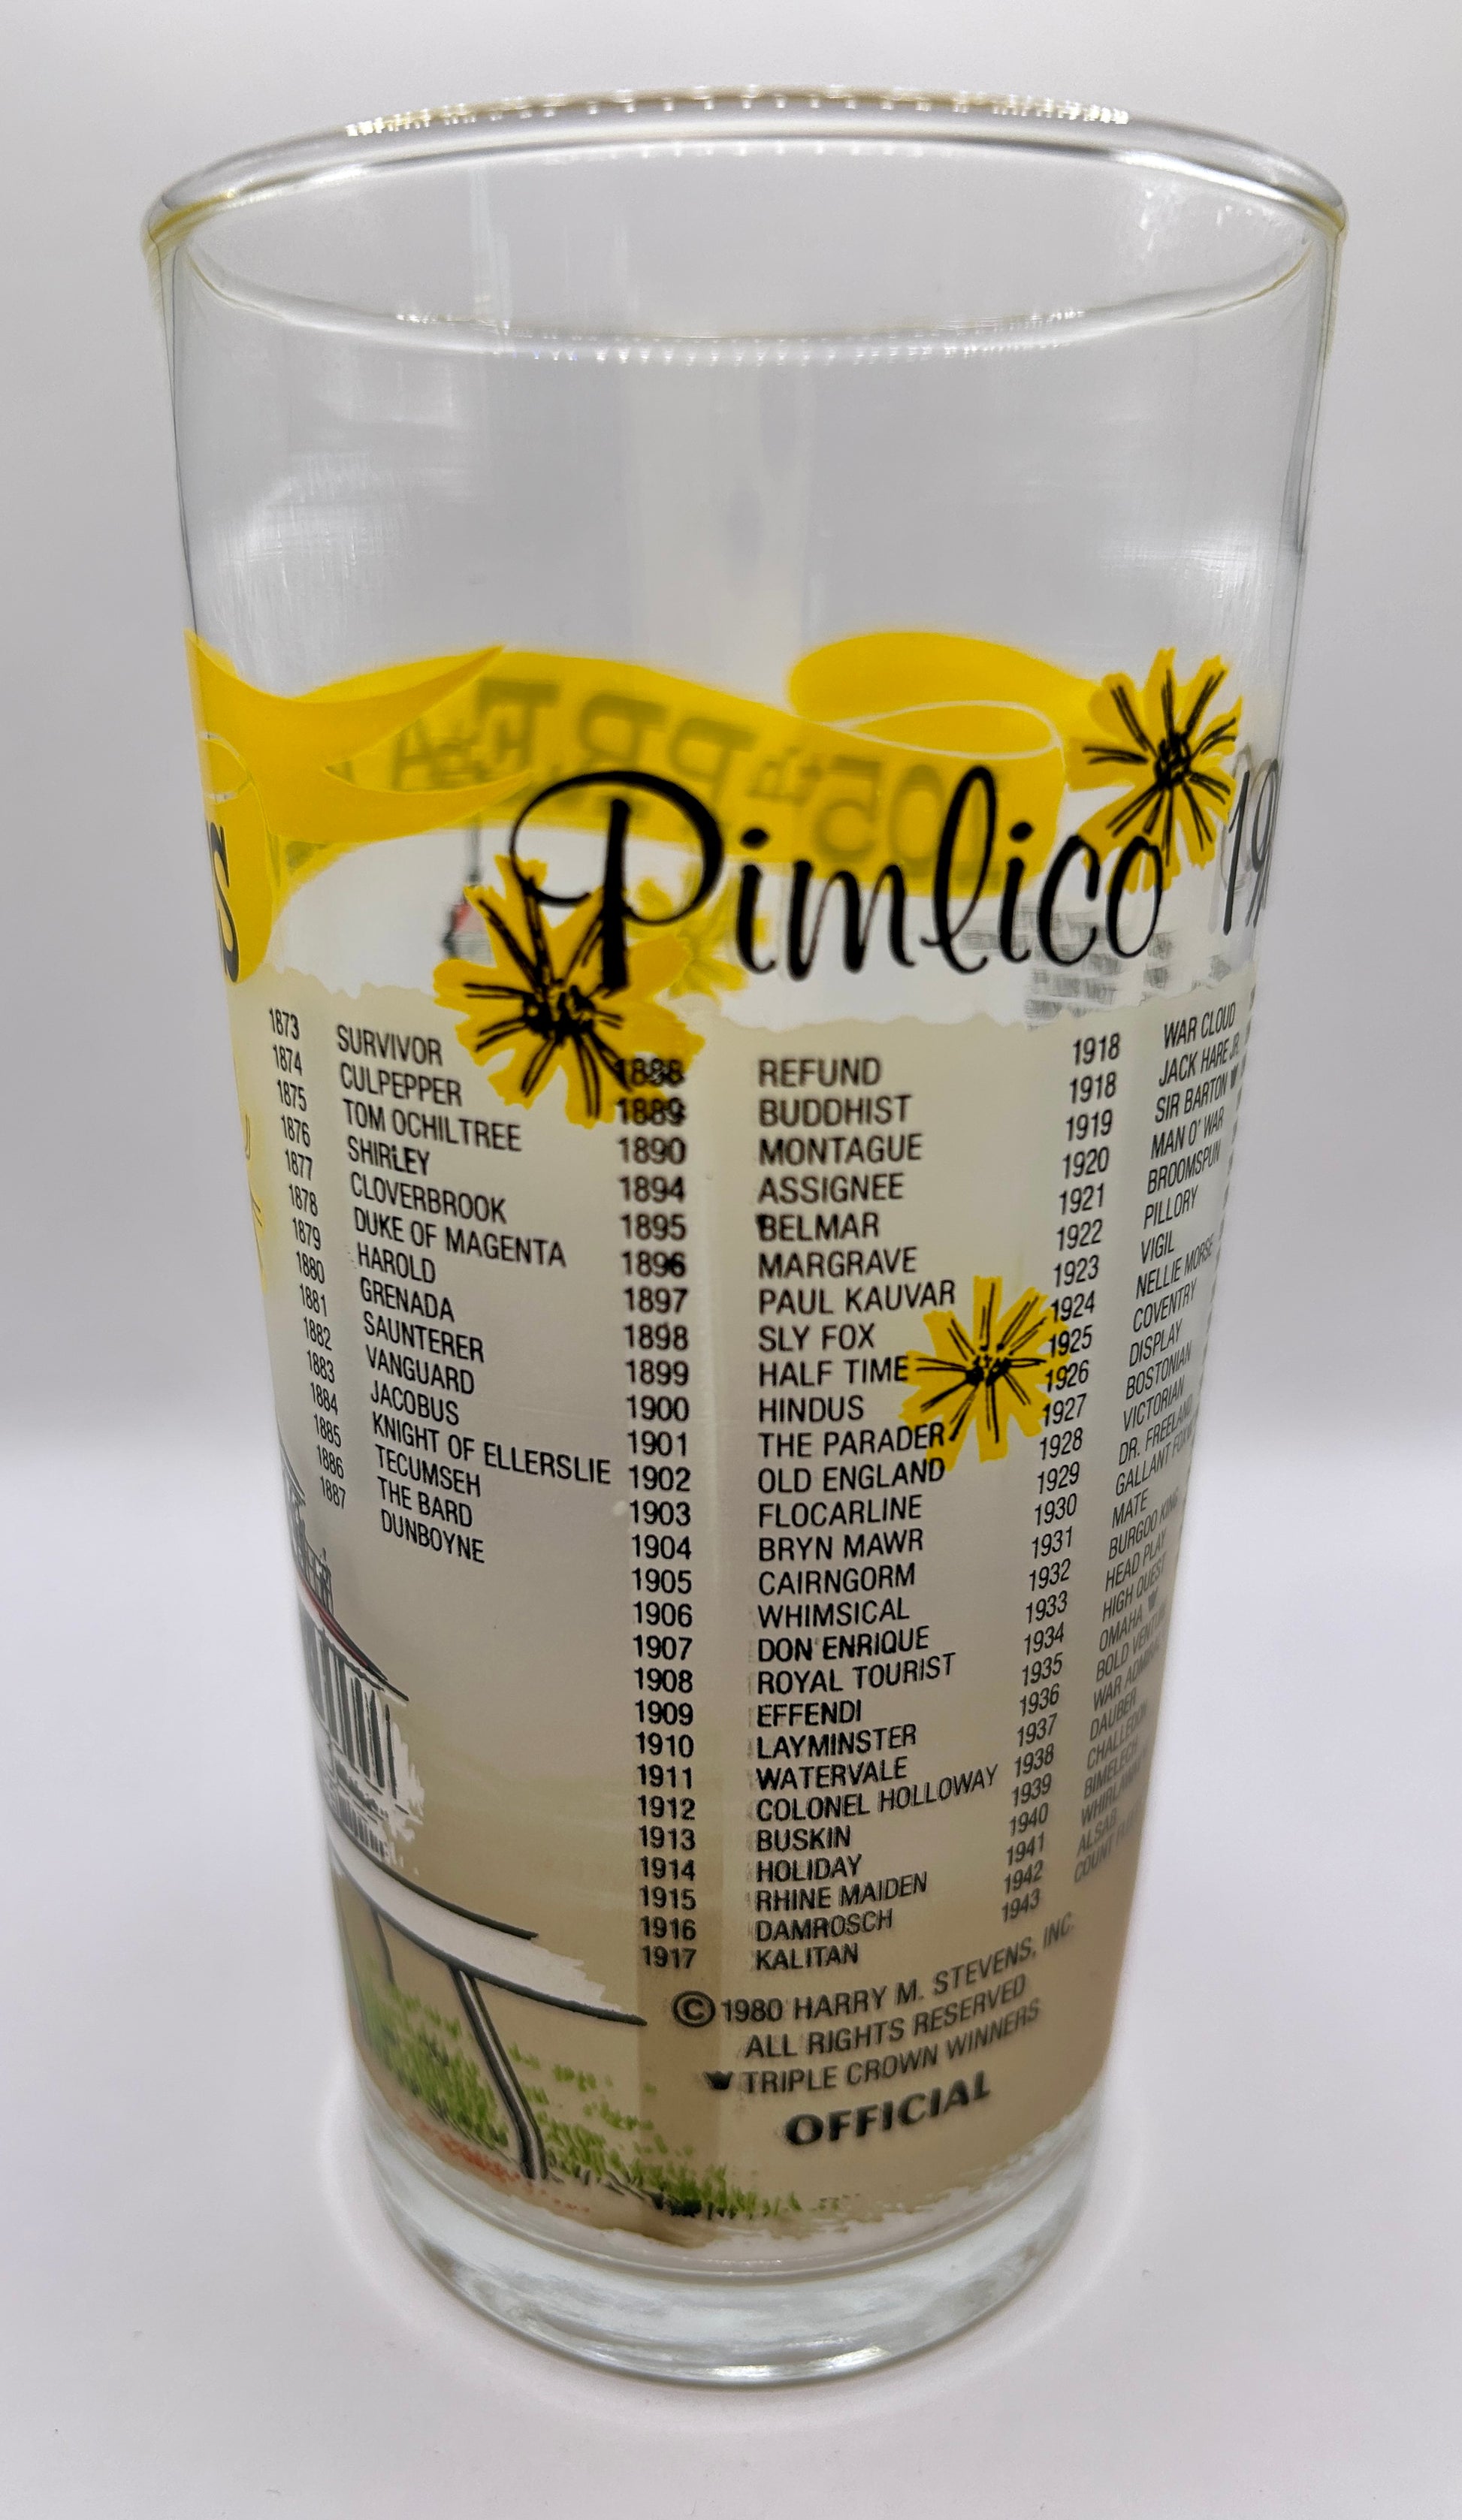 105th PREA
S
Pimlico 19
1873 SURVIVOR
1874 CULPEPPER
1875 TOM OCHILTREE
1876 SHIRLEY
1877 CLOVERBROOK
1878 DUKE OF MAGENTA
1879 HAROLD
1880 GRENADA
1881 SAUNTERER
1882 VANGUARD
1883 JACOBUS
1884 KNIGHT OF ELLERSLIE
1885 TECUMSEH
1886 THE BARD
1887 DUNBOYNE
1888 REFUND
1889 BUDDHIST
1890 MONTAGUE
1894 ASSIGNEE
1895 BELMAR
1896 MARGRAVE
1897 PAUL KAUVAR
1898 SLY FOX
1899 HALF TIME
1900 HINDUS
1901 THE PARADER
1902 OLD ENGLAND
1903 FLOCARLINE
1904 BRYN MAWR
1905 CAIRNGORM
1906 WHIMSICAL
1907 DON ENRIQUE
1908 ROYAL TOURIST
1909 EFFENDI
1910 LAYMINSTER
1911 WATERVALE
1912 COLONEL HOLLOWAY
1913 BUSKIN
1914 HOLIDAY
1915 RHINE MAIDEN
1916 DAMROSCH
1917 KALITAN
1918 WAR CLOUD
1918 JACK HARE JR.
1919 SIR BARTON
1920 MAN O' WAR
1921 BROOMSPUN
1922 PILLORY
1923 VIGIL
1924 NELLIE MORSE
1925 COVENTRY
1926 DISPLAY
1927 BOSTONIAN
1928 VICTORIAN
1929 DR. FREELAND
1930 GALLANT FOX
1931 MATE
1932 BURGOO KING
1933 HEAD PLAY
1934 HIGH QUEST
1935 OMAHA
1936 BOLD VENTURE
1937 WAR ADMIRAL
1938 DAUBER
1939 CHALLEDON
1940 BIMELECH
1941 WHIRLAWAY
1942 ALSAB
1943 COUNT
© 1980 HARRY M. STEVENS, INC.
ALL RIGHTS RESERVED
TRIPLE CROWN WINNERS
OFFICIAL